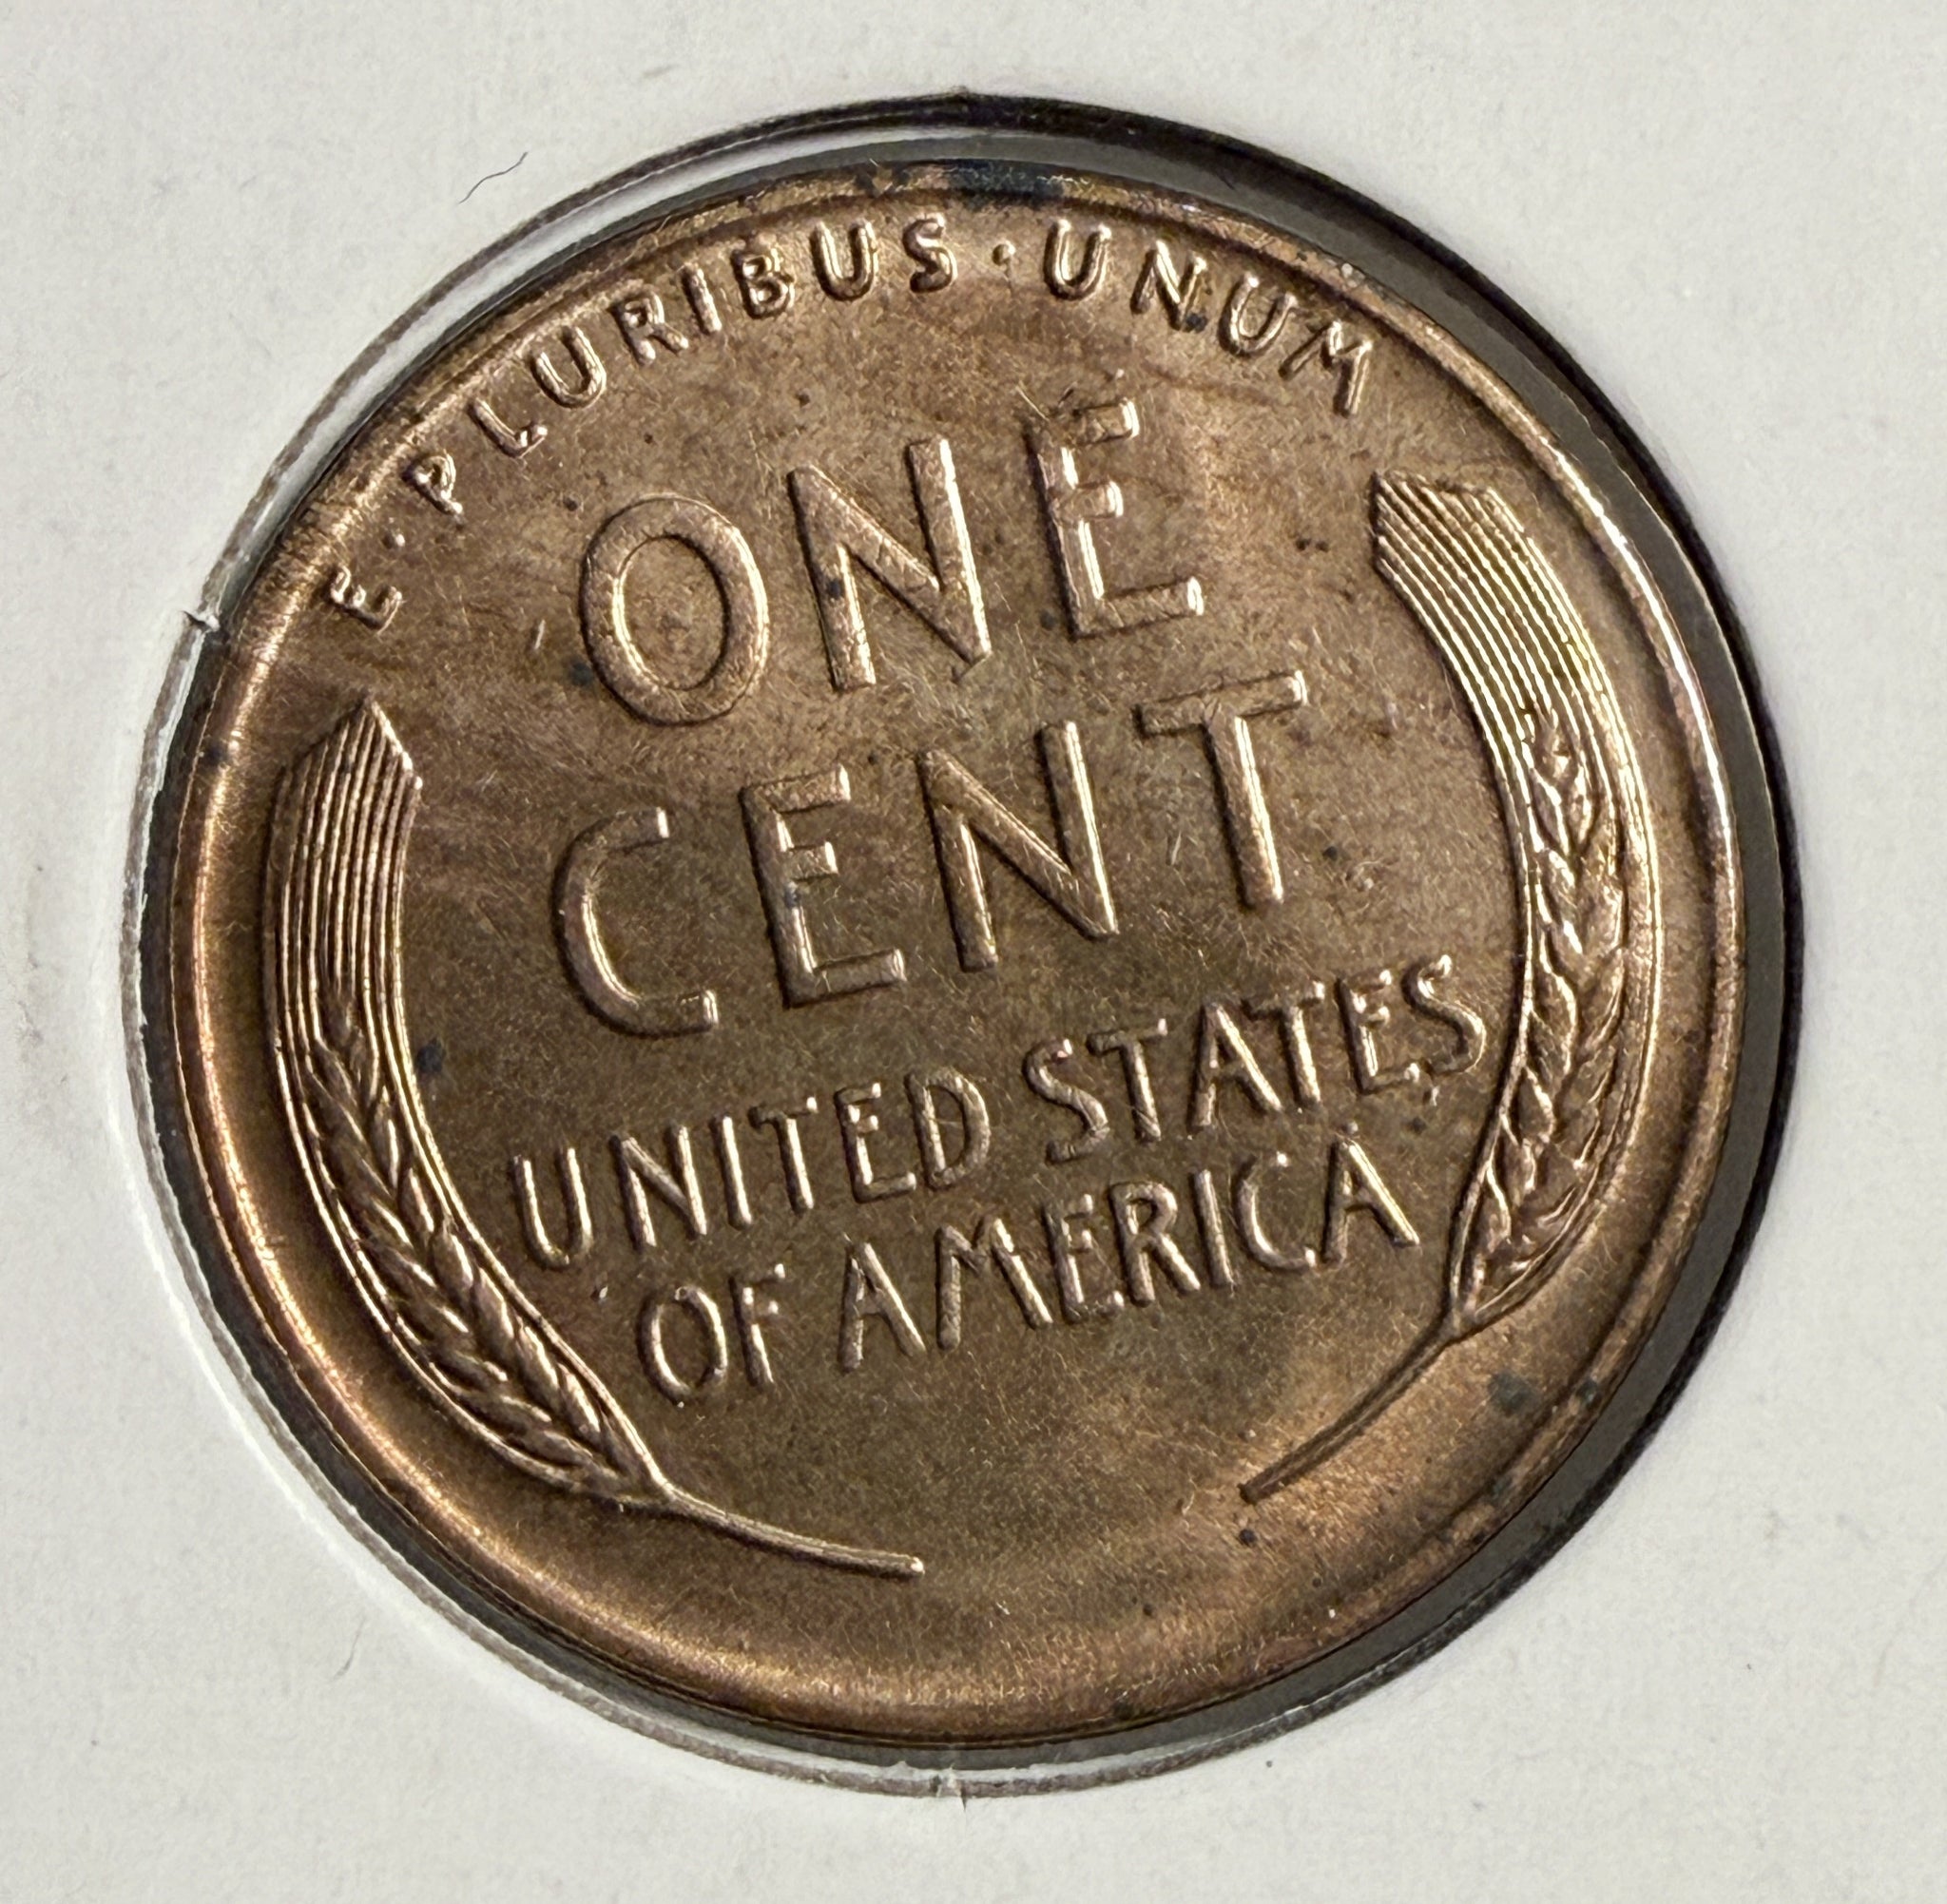 E · PLURIBUS · UNUM
ONE
CENT
UNITED STATES
OF AMERICA